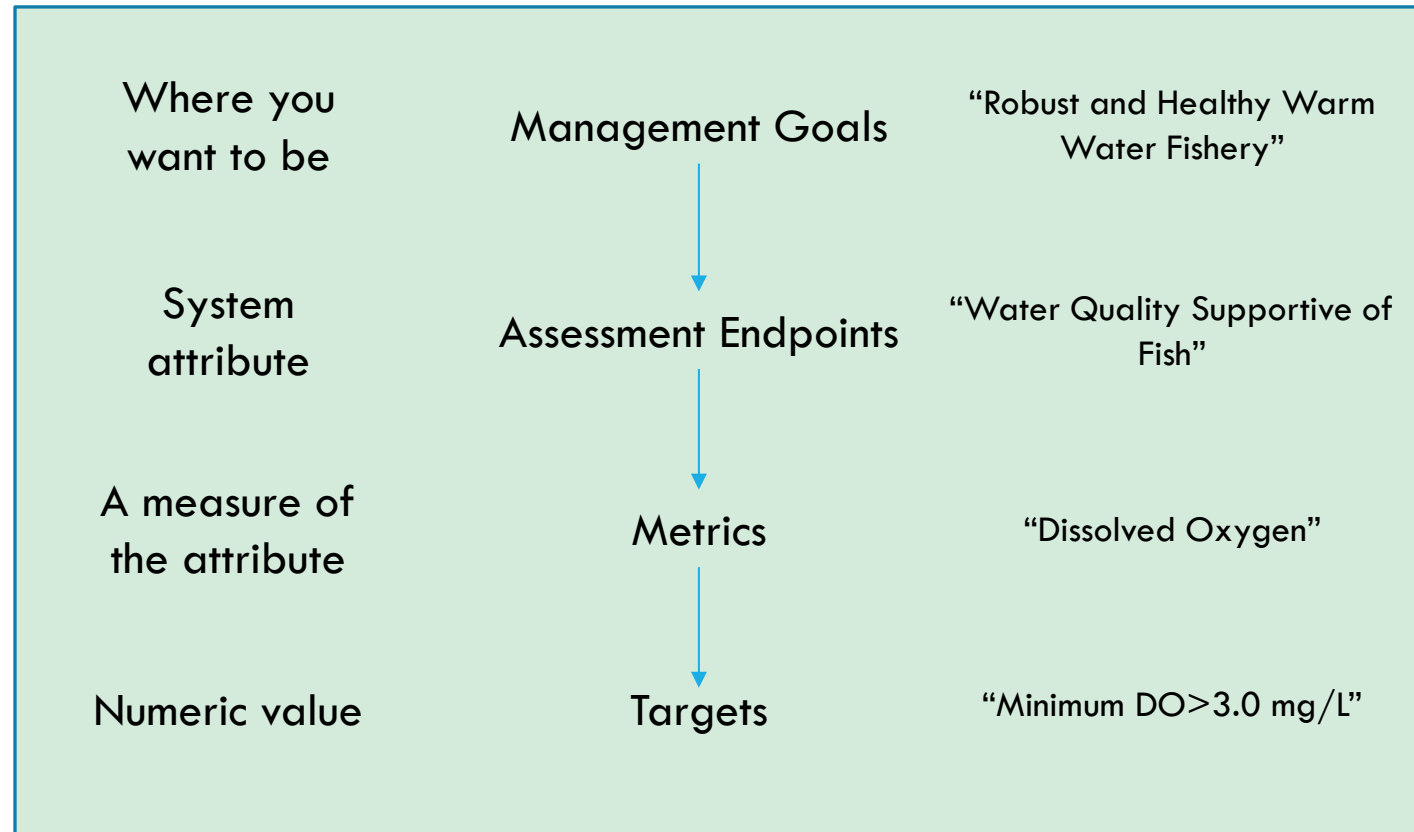 Where you
want to be
Management Goals
“Robust and Healthy Warm
Water Fishery”
System
attribute
Assessment Endpoints
“Water Quality Supportive of
Fish”
A measure of
the attribute
Metrics
“Dissolved Oxygen”
Numeric value
Targets
“Minimum DO>3.0 mg/L”